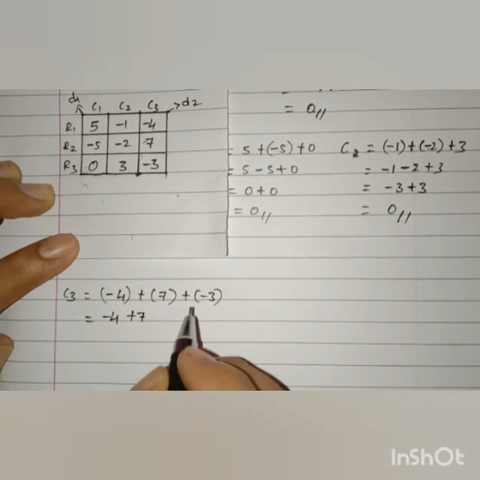 d1 C1 C2 C3 d2
R1 5 -1 -4
R2 -5 -2 7
R3 0 3 -3
= 0//
= 5 + (-5) + 0
= 5 - 5 + 0
= 0 + 0
= 0//
C2 = (-1) + (-2) + 3
= -1 - 2 + 3
= -3 + 3
= 0//
C3 = (-4) + (7) + (-3)
= -4 + 7
InShOt